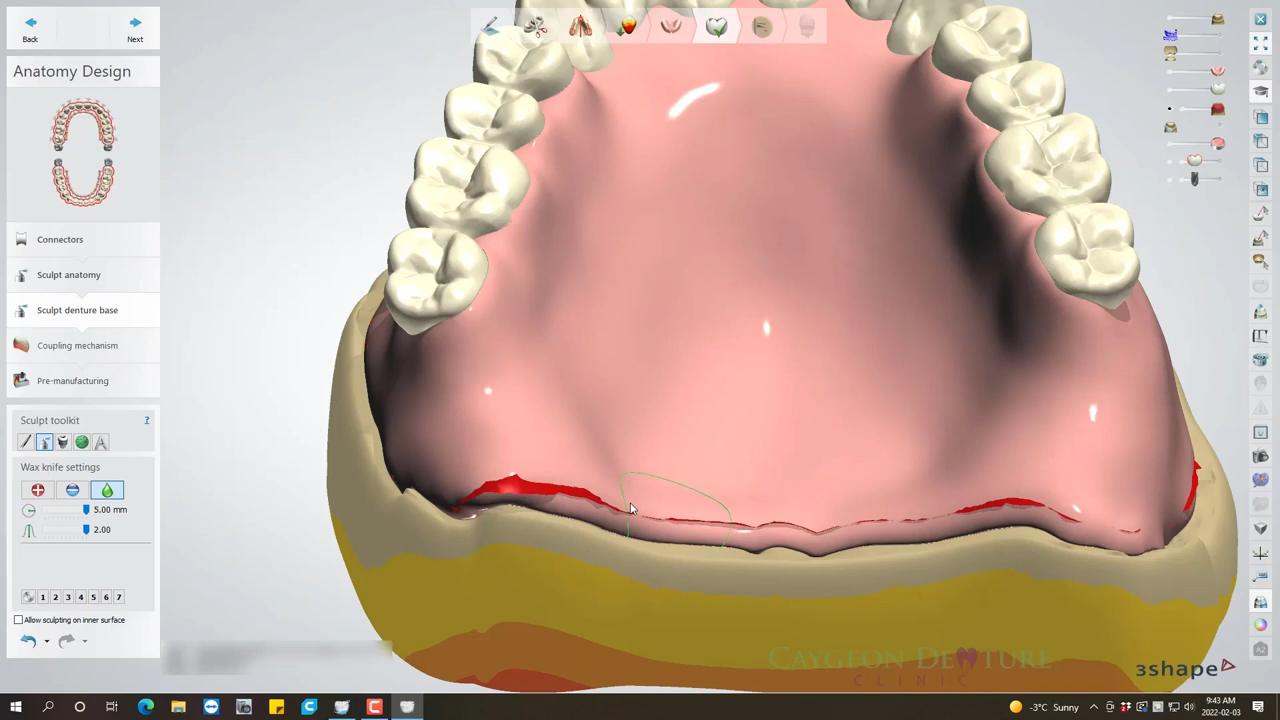 Back
Next
Anatomy Design
Connectors
Sculpt anatomy
Sculpt denture base
Coupling mechanism
Pre-manufacturing
Sculpt toolkit
?
Wax knife settings
5.00 mm
2.00
1 2 3 4 5 6 7
Allow sculpting on inner surface
A2
CAYGEON DENTURE
CLINIC
3shape
-3°C Sunny
9:43 AM
2022-02-03